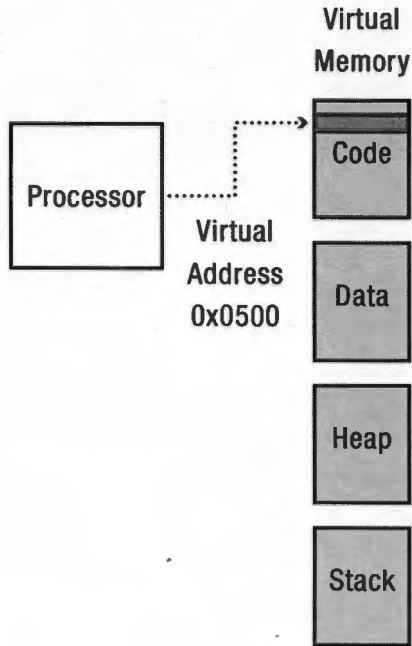 Virtual
Memory
Code
Processor
Virtual
Address
0x0500
Data
Heap
Stack